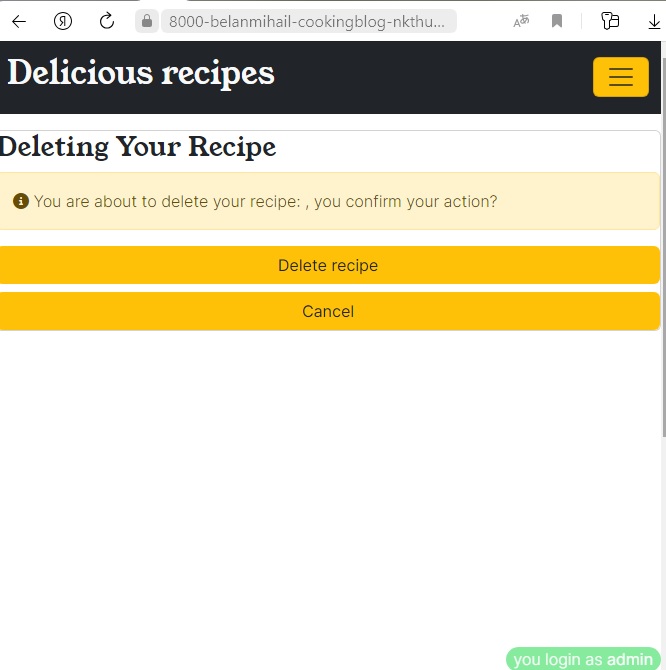 8000-belanmihail-cookingblog-nkthu...
Delicious recipes
Deleting Your Recipe
You are about to delete your recipe: , you confirm your action?
Delete recipe
Cancel
you login as admin